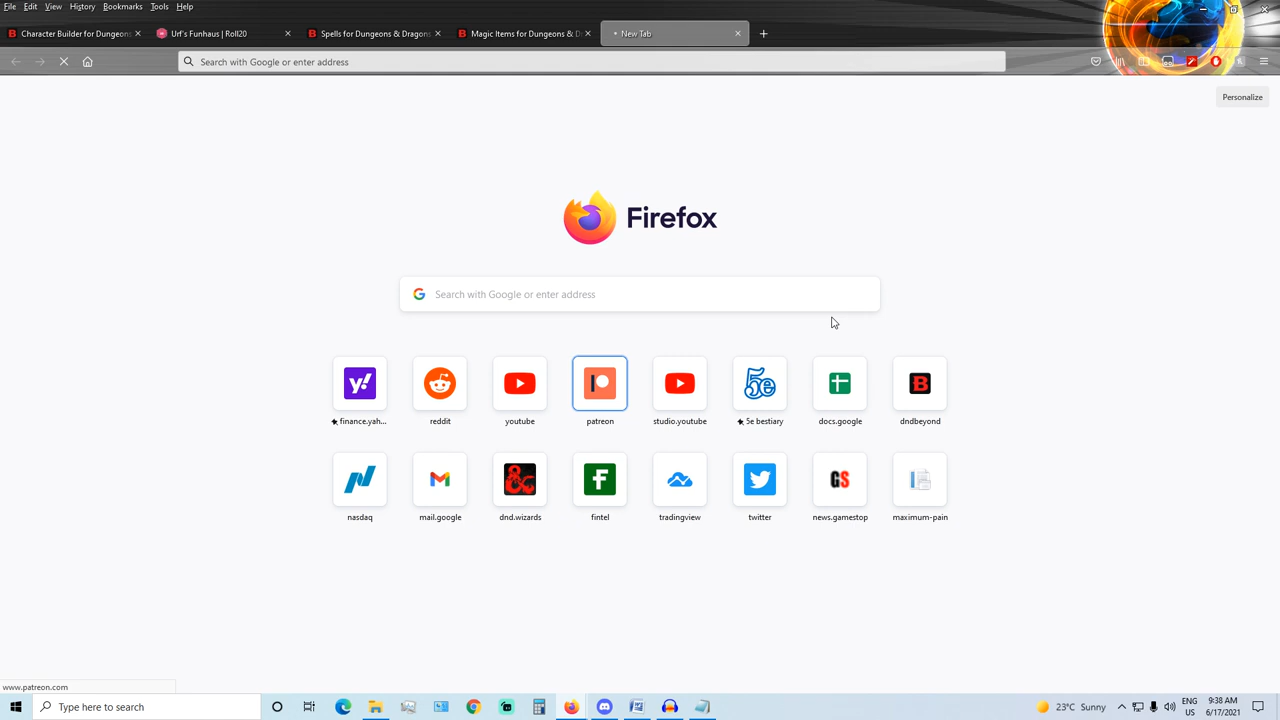 File Edit View History Bookmarks Tools Help
Character Builder for Dungeons
Urf's Funhaus | Roll20
Spells for Dungeons & Dragons
Magic Items for Dungeons & D
New Tab
Search with Google or enter address
Personalize
Firefox
Search with Google or enter address
finance.yah...
reddit
youtube
patreon
studio.youtube
5e bestiary
docs.google
dndbeyond
nasdaq
mail.google
dnd.wizards
fintel
tradingview
twitter
news.gamestop
maximum-pain
www.patreon.com
Type here to search
23°C Sunny
ENG
US
9:38 AM
6/17/2021